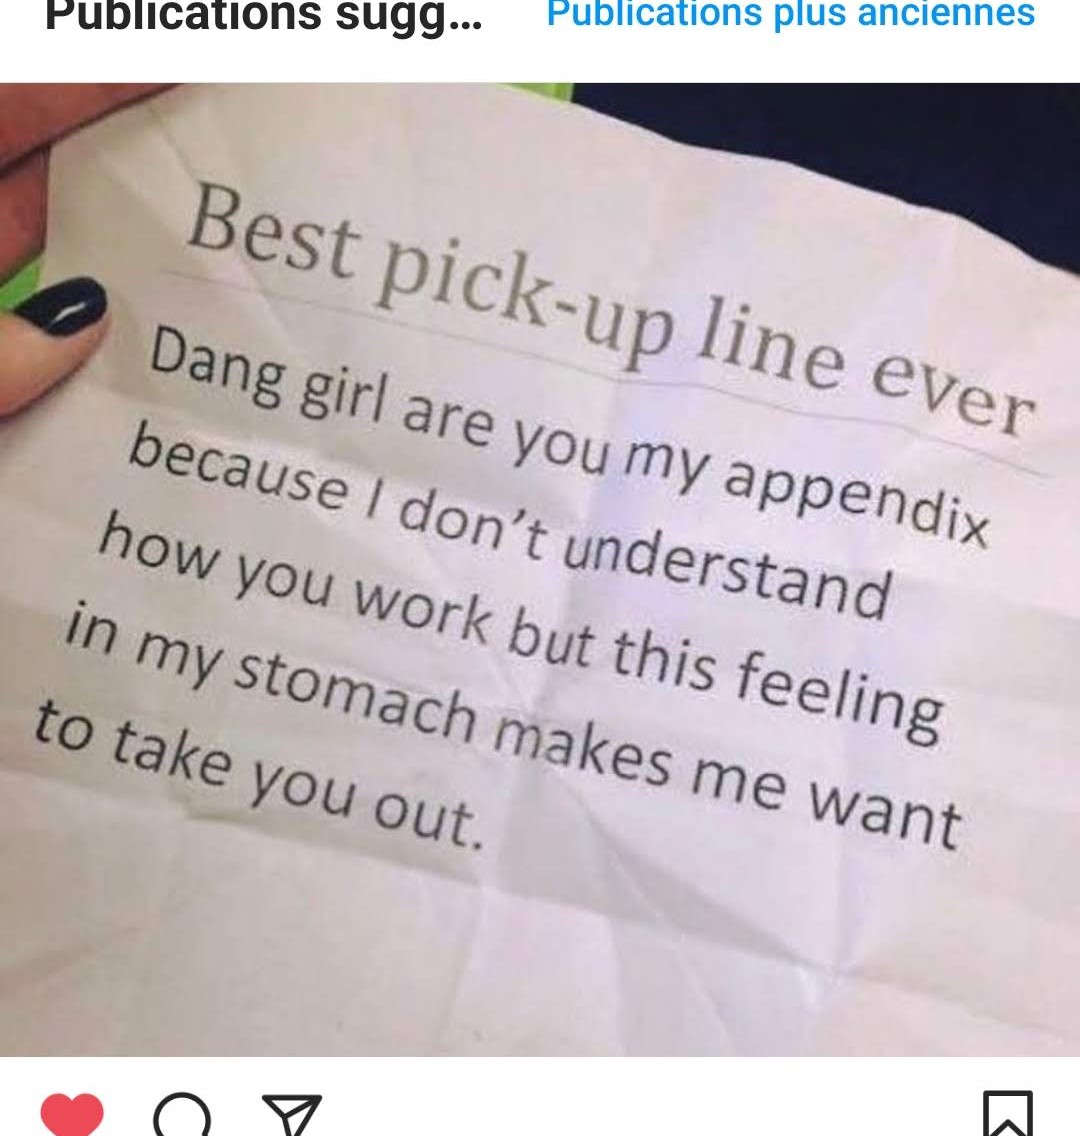 Publications sugg... Publications plus anciennes
Best pick-up line ever
Dang girl are you my appendix
because I don't understand
how you work but this feeling
in my stomach makes me want
to take you out.